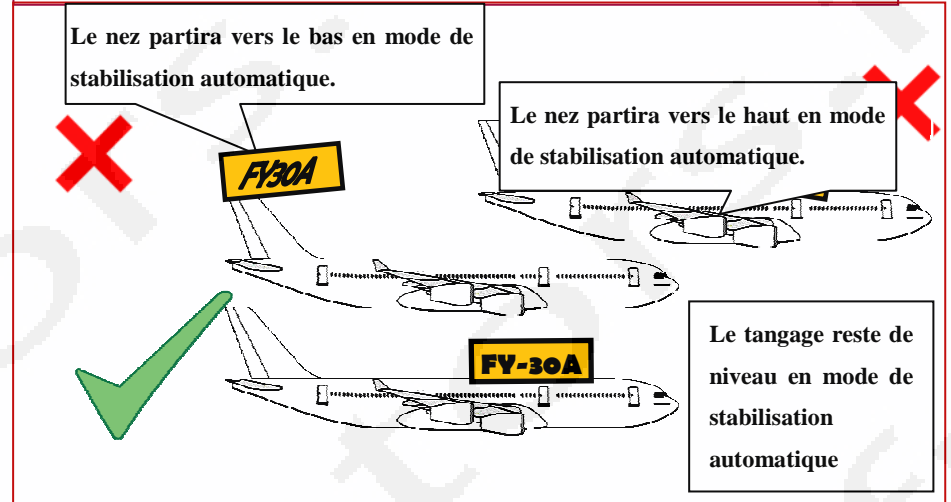 Le nez partira vers le bas en mode de
stabilisation automatique.
Le nez partira vers le haut en mode
de stabilisation automatique.
FY30A
FY-30A
Le tangage reste de
niveau en mode de
stabilisation
automatique